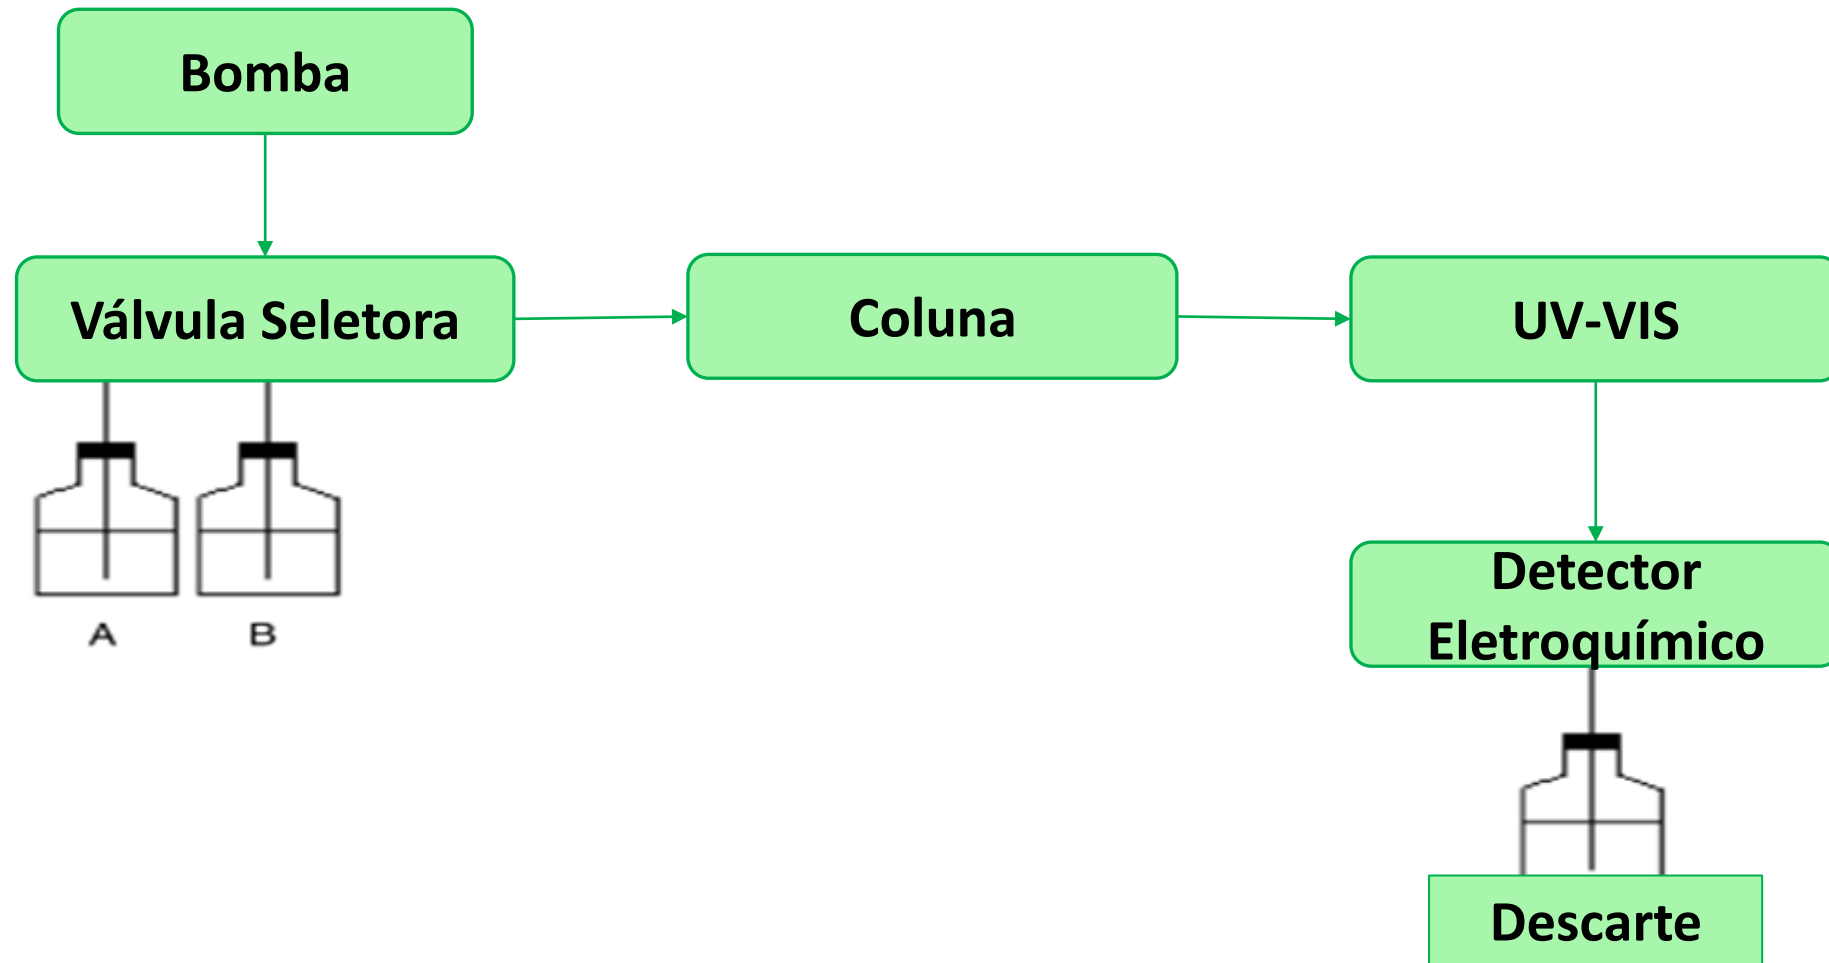 Bomba
Válvula Seletora
Coluna
UV-VIS
A
B
Detector
Eletroquímico
Descarte